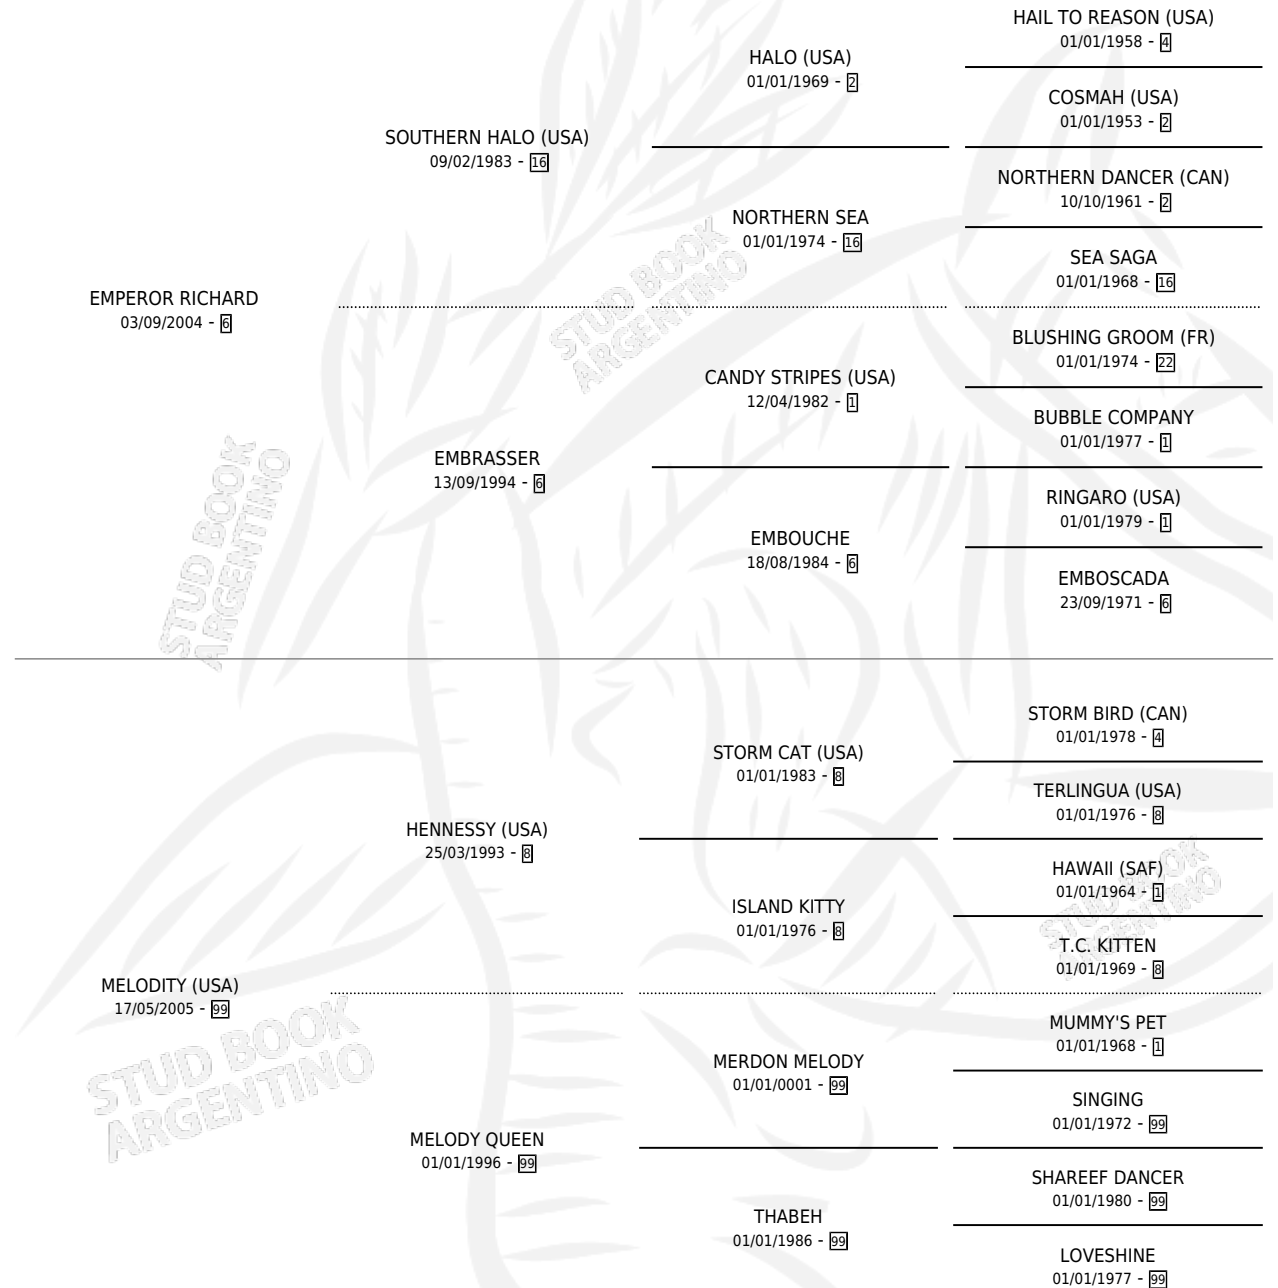 HAIL TO REASON (USA)
01/01/1958 - 4
HALO (USA)
01/01/1969 - 2
COSMAH (USA)
01/01/1953 - 2
SOUTHERN HALO (USA)
09/02/1983 - 16
NORTHERN DANCER (CAN)
10/10/1961 - 2
NORTHERN SEA
01/01/1974 - 16
SEA SAGA
01/01/1968 - 16
EMPEROR RICHARD
03/09/2004 - 6
STUD BOOK
ARGENTINO
BLUSHING GROOM (FR)
01/01/1974 - 22
CANDY STRIPES (USA)
12/04/1982 - 1
BUBBLE COMPANY
01/01/1977 - 1
EMBRASSER
13/09/1994 - 6
RINGARO (USA)
01/01/1979 - 1
EMBOUCHE
18/08/1984 - 6
EMBOSCADA
23/09/1971 - 6
STUD BOOK
ARGENTINO
STORM BIRD (CAN)
01/01/1978 - 4
STORM CAT (USA)
01/01/1983 - 8
TERLINGUA (USA)
01/01/1976 - 8
HENNESSY (USA)
25/03/1993 - 8
HAWAII (SAF)
01/01/1964 - 1
STUD BOOK
ARGENTINO
ISLAND KITTY
01/01/1976 - 8
T.C. KITTEN
01/01/1969 - 8
MELODITY (USA)
17/05/2005 - 99
STUD BOOK
ARGENTINO
MUMMY'S PET
01/01/1968 - 1
MERDON MELODY
01/01/0001 - 99
SINGING
01/01/1972 - 99
MELODY QUEEN
01/01/1996 - 99
SHAREEF DANCER
01/01/1980 - 99
THABEH
01/01/1986 - 99
LOVESHINE
01/01/1977 - 99